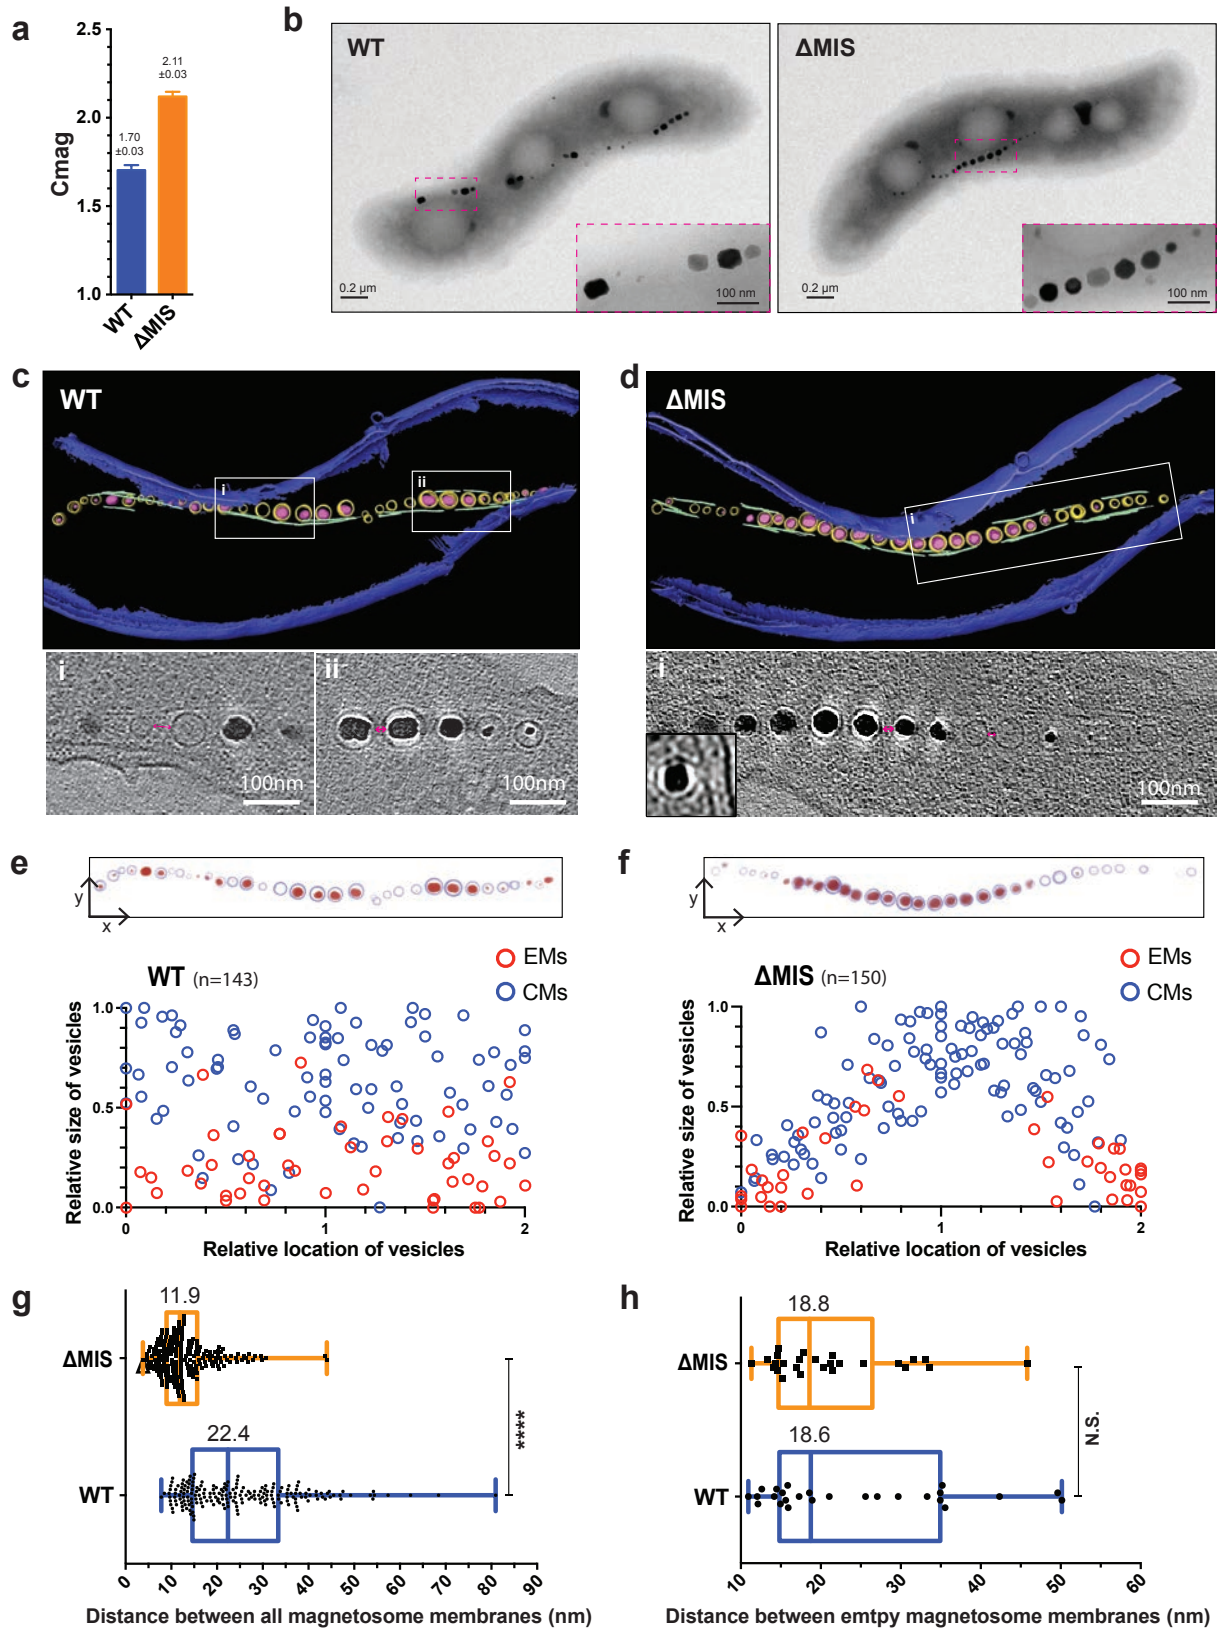 a
2.5
2.0
1.5
1.0
Cmag
1.70
±0.03
2.11
±0.03
WT
ΔMIS
b
WT
0.2 µm
100 nm
ΔMIS
0.2 µm
100 nm
c
WT
i
ii
i
100nm
ii
100nm
d
ΔMIS
i
i
100nm
e
y
x
WT (n=143)
EMs
CMs
Relative size of vesicles
1.0
0.5
0.0
0
1
2
Relative location of vesicles
f
y
x
ΔMIS (n=150)
EMs
CMs
Relative size of vesicles
1.0
0.5
0.0
0
1
2
Relative location of vesicles
g
11.9
ΔMIS
22.4
WT
****
0 10 20 30 40 50 60 70 80 90
Distance between all magnetosome membranes (nm)
h
18.8
ΔMIS
18.6
WT
N.S.
10 20 30 40 50 60
Distance between emtpy magnetosome membranes (nm)